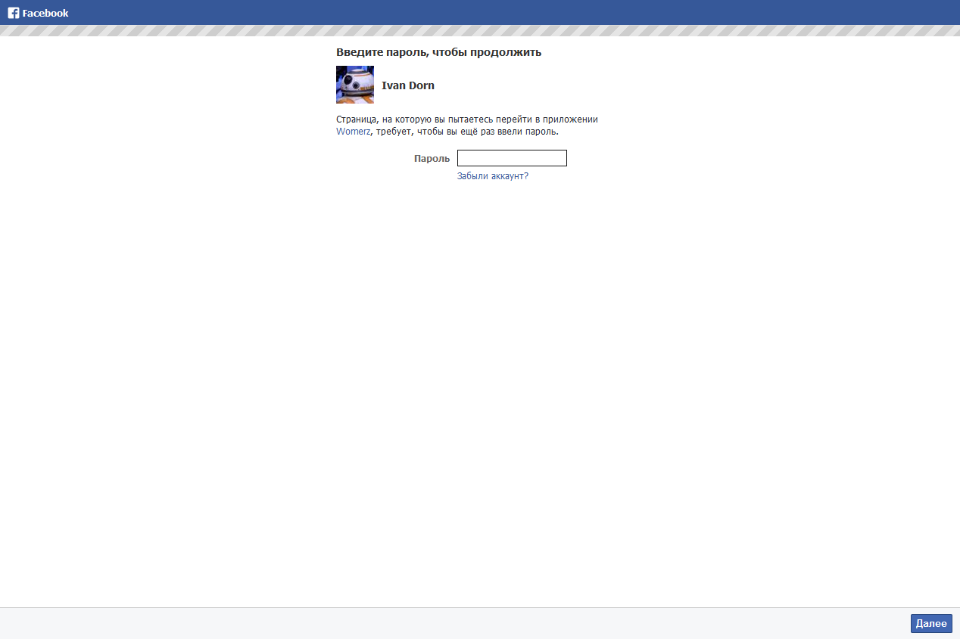 Facebook
Введите пароль, чтобы продолжить
Ivan Dorn
Страница, на которую вы пытаетесь перейти в приложении
Womerz, требует, чтобы вы ещё раз ввели пароль.
Пароль
Забыли аккаунт?
Далее